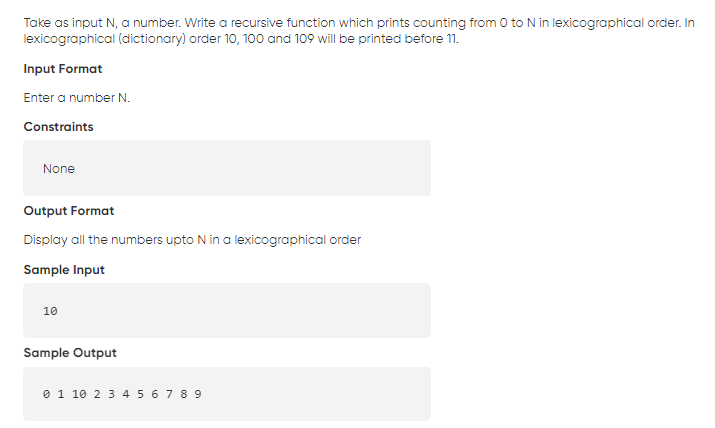 Take as input N, a number. Write a recursive function which prints counting from 0 to N in lexicographical order. In
lexicographical (dictionary) order 10, 100 and 109 will be printed before 11.
Input Format
Enter a number N.
Constraints
None
Output Format
Display all the numbers upto N in a lexicographical order
Sample Input
10
Sample Output
0 1 10 2 3 4 5 6 7 8 9